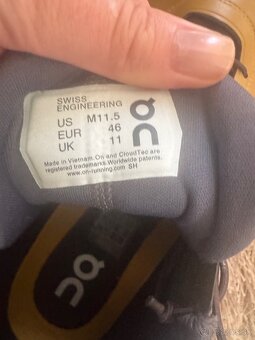 SWISS
ENGINEERING
US M11.5
EUR 46
UK 11
Made in Vietnam. On and CloudTec are
registered trademarks. Worldwide patents.
www.on-running.com SH